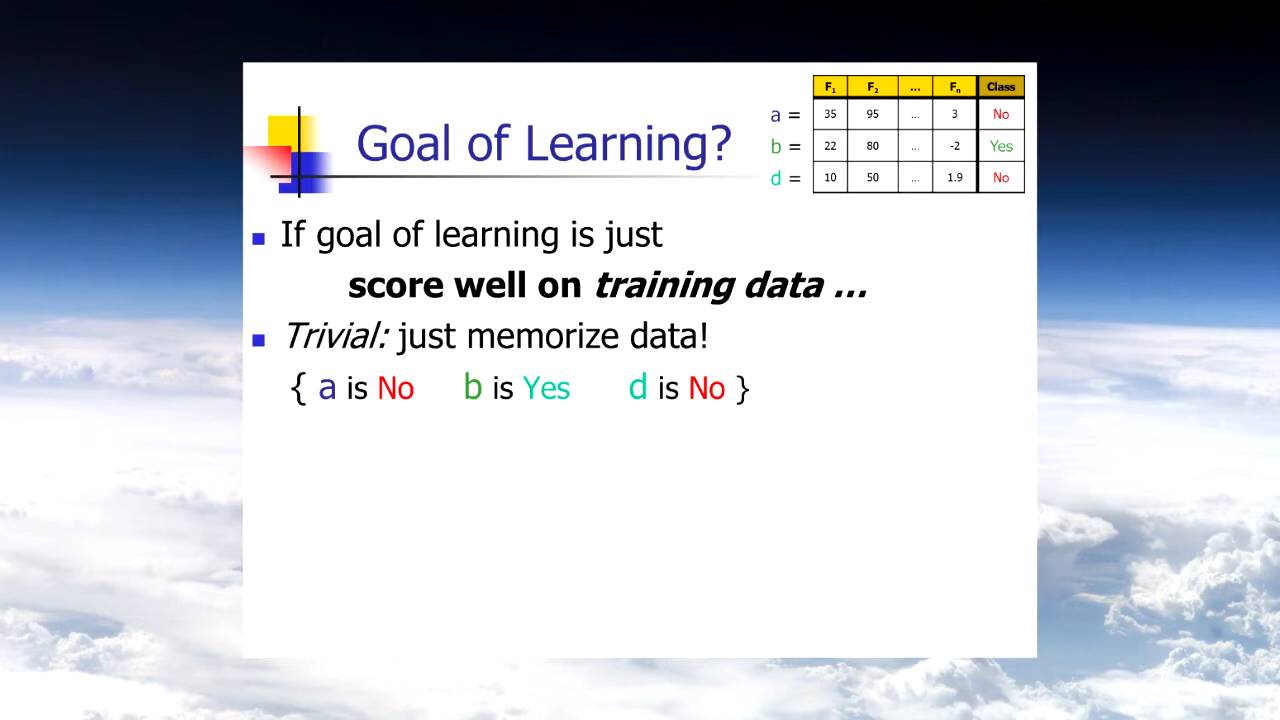 Goal of Learning?
F1 F2 ... Fn Class
a = 35 95 ... 3 No
b = 22 80 ... -2 Yes
d = 10 50 ... 1.9 No
If goal of learning is just
score well on training data ...
Trivial: just memorize data!
{ a is No b is Yes d is No }